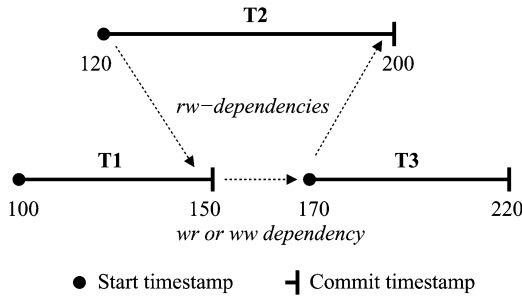 T2
120
200
rw-dependencies
T1
T3
100
150
170
220
wr or ww dependency
Start timestamp
Commit timestamp